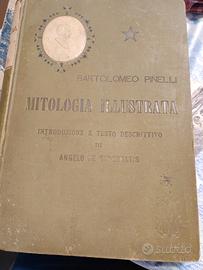 BARTOLOMEO PINELLI
MITOLOGIA ILLUSTRATA
INTRODUZIONE E TESTO DESCRITTIVO
DI
ANGELO DE
subito